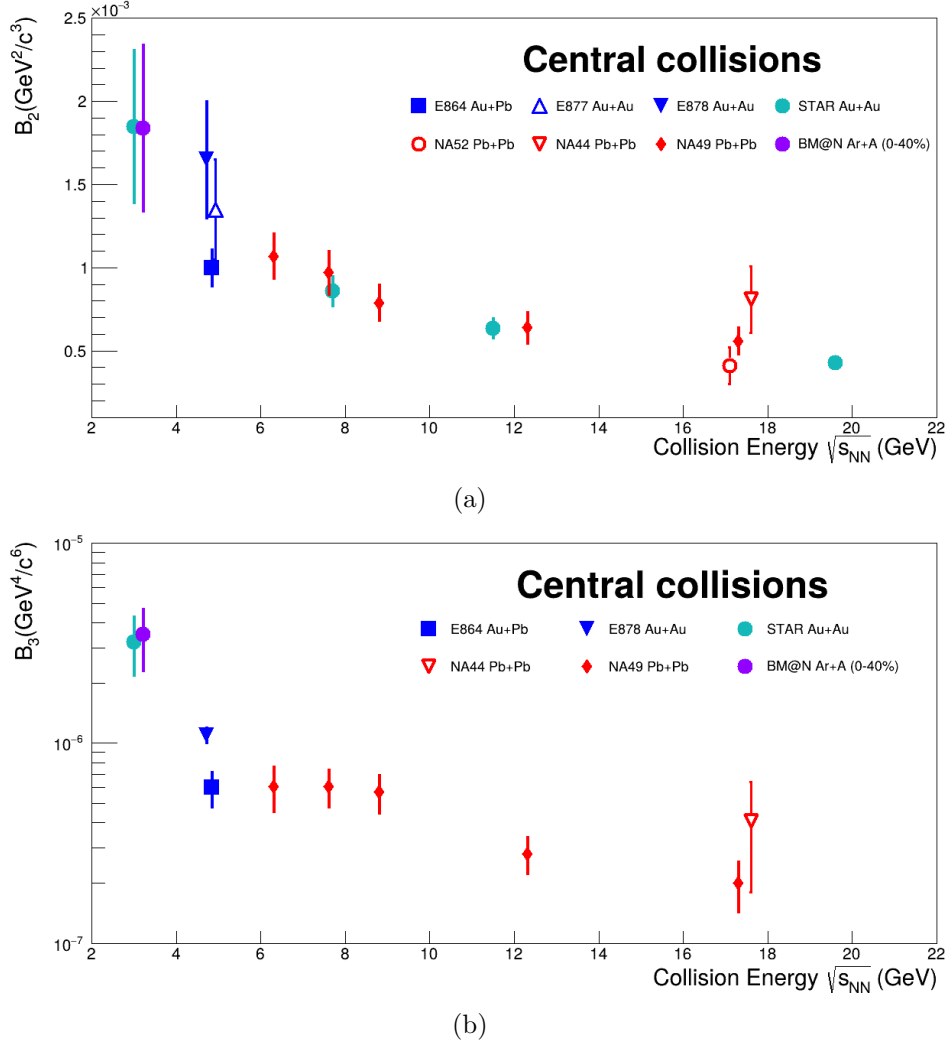 ×10⁻³
2.5
B₂(GeV²/c³)
Central collisions
E864 Au+Pb E877 Au+Au E878 Au+Au STAR Au+Au
NA52 Pb+Pb NA44 Pb+Pb NA49 Pb+Pb BM@N Ar+A (0-40%)
2
1.5
1
0.5
2 4 6 8 10 12 14 16 18 20 22
Collision Energy √s_NN (GeV)
(a)
10⁻⁵
B₃(GeV⁴/c⁶)
Central collisions
E864 Au+Pb E878 Au+Au STAR Au+Au
NA44 Pb+Pb NA49 Pb+Pb BM@N Ar+A (0-40%)
10⁻⁶
10⁻⁷
2 4 6 8 10 12 14 16 18 20 22
Collision Energy √s_NN (GeV)
(b)